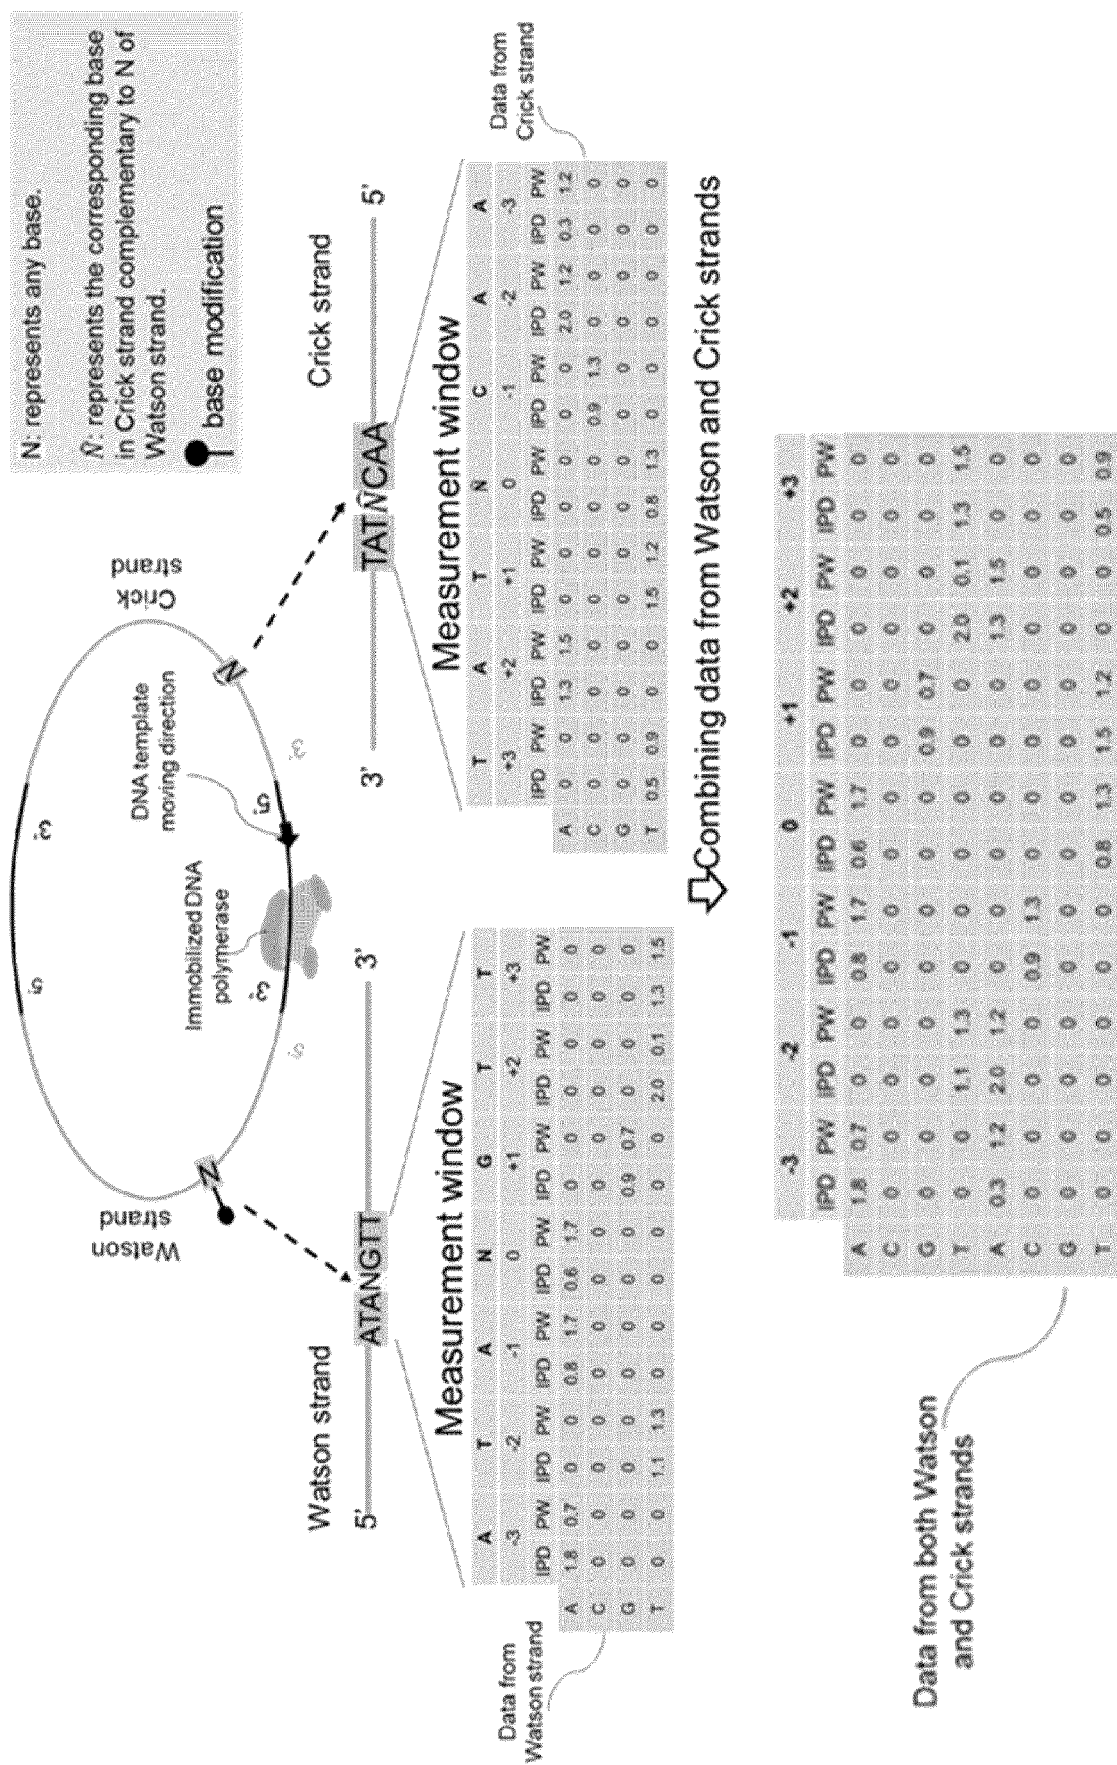 N: represents any base.
N̂: represents the corresponding base
in Crick strand complementary to N of
Watson strand.
base modification
Watson
strand
Crick
strand
5'
3'
Immobilized DNA
polymerase
DNA template
moving direction
3'
5'
5'
3'
N
N̂
Watson strand
5'
ATANGTT
3'
Measurement window
A T A N G T T
-3 -2 -1 0 +1 +2 +3
IPD PW IPD PW IPD PW IPD PW IPD PW IPD PW IPD PW
A 1.8 0.7 0 0 0.8 1.7 0.6 1.7 0 0 0 0 0 0
C 0 0 0 0 0 0 0 0 0 0 0 0 0 0
G 0 0 0 0 0 0 0 0 0.9 0.7 0 0 0 0
T 0 0 1.1 1.3 0 0 0 0 0 0 2.0 0.1 1.3 1.5
Data from
Watson strand
Crick strand
3'
TATN̂CAA
5'
Measurement window
T A T N C A A
+3 +2 +1 0 -1 -2 -3
IPD PW IPD PW IPD PW IPD PW IPD PW IPD PW IPD PW
A 0 0 1.3 1.5 0 0 0 0 0 0 2.0 1.2 0.3 1.2
C 0 0 0 0 0 0 0 0 0.9 1.3 0 0 0 0
G 0 0 0 0 0 0 0 0 0 0 0 0 0 0
T 0.5 0.9 0 0 1.5 1.2 0.8 1.3 0 0 0 0 0 0
Data from
Crick strand
Combining data from Watson and Crick strands
-3 -2 -1 0 +1 +2 +3
IPD PW IPD PW IPD PW IPD PW IPD PW IPD PW IPD PW
A 1.8 0.7 0 0 0.8 1.7 0.6 1.7 0 0 0 0 0 0
C 0 0 0 0 0 0 0 0 0 0 0 0 0 0
G 0 0 0 0 0 0 0 0 0.9 0.7 0 0 0 0
T 0 0 1.1 1.3 0 0 0 0 0 0 2.0 0.1 1.3 1.5
A 0.3 1.2 2.0 1.2 0 0 0 0 0 0 1.3 1.5 0 0
C 0 0 0 0 0.9 1.3 0 0 0 0 0 0 0 0
G 0 0 0 0 0 0 0 0 0 0 0 0 0 0
T 0 0 0 0 0 0 0.8 1.3 1.5 1.2 0 0 0.5 0.9
Data from both Watson
and Crick strands